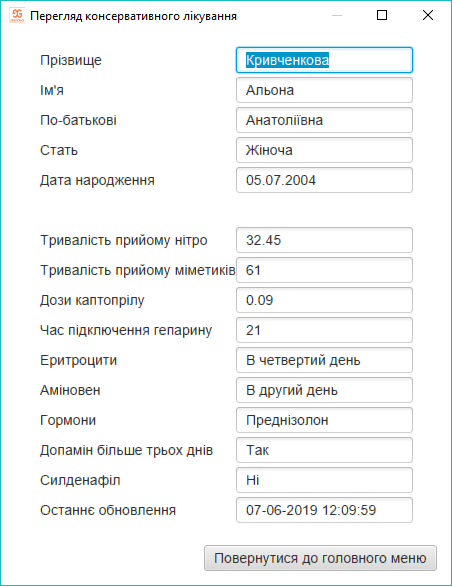 Перегляд консервативного лікування
Прізвище Кривченкова
Ім'я Альона
По-батькові Анатоліївна
Стать Жіноча
Дата народження 05.07.2004
Тривалість прийому нітро 32.45
Тривалість прийому міметиків 61
Дози каптопрілу 0.09
Час підключення гепарину 21
Еритроцити В четвертий день
Аміновен В другий день
Гормони Преднізолон
Допамін більше трьох днів Так
Силденафіл Ні
Останнє обновлення 07-06-2019 12:09:59
Повернутися до головного меню